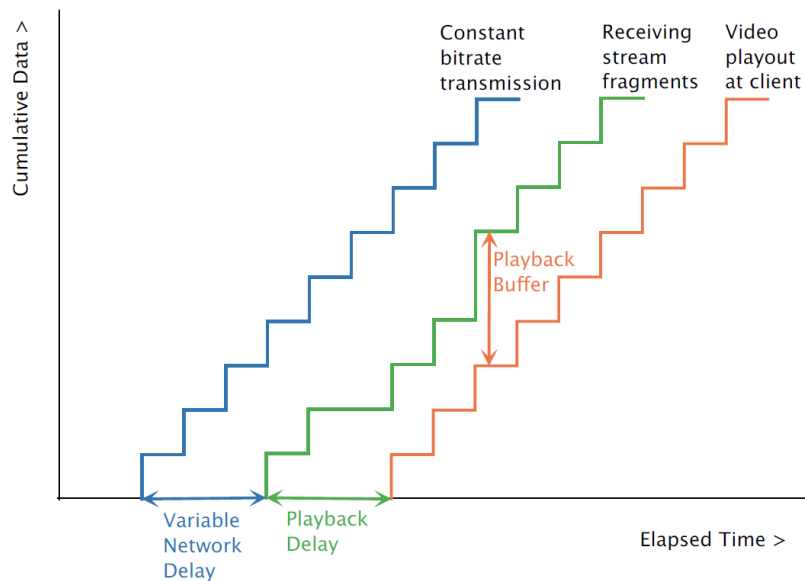 Cumulative Data >
Constant
bitrate
transmission
Receiving
stream
fragments
Video
playout
at client
Playback
Buffer
Variable
Network
Delay
Playback
Delay
Elapsed Time >